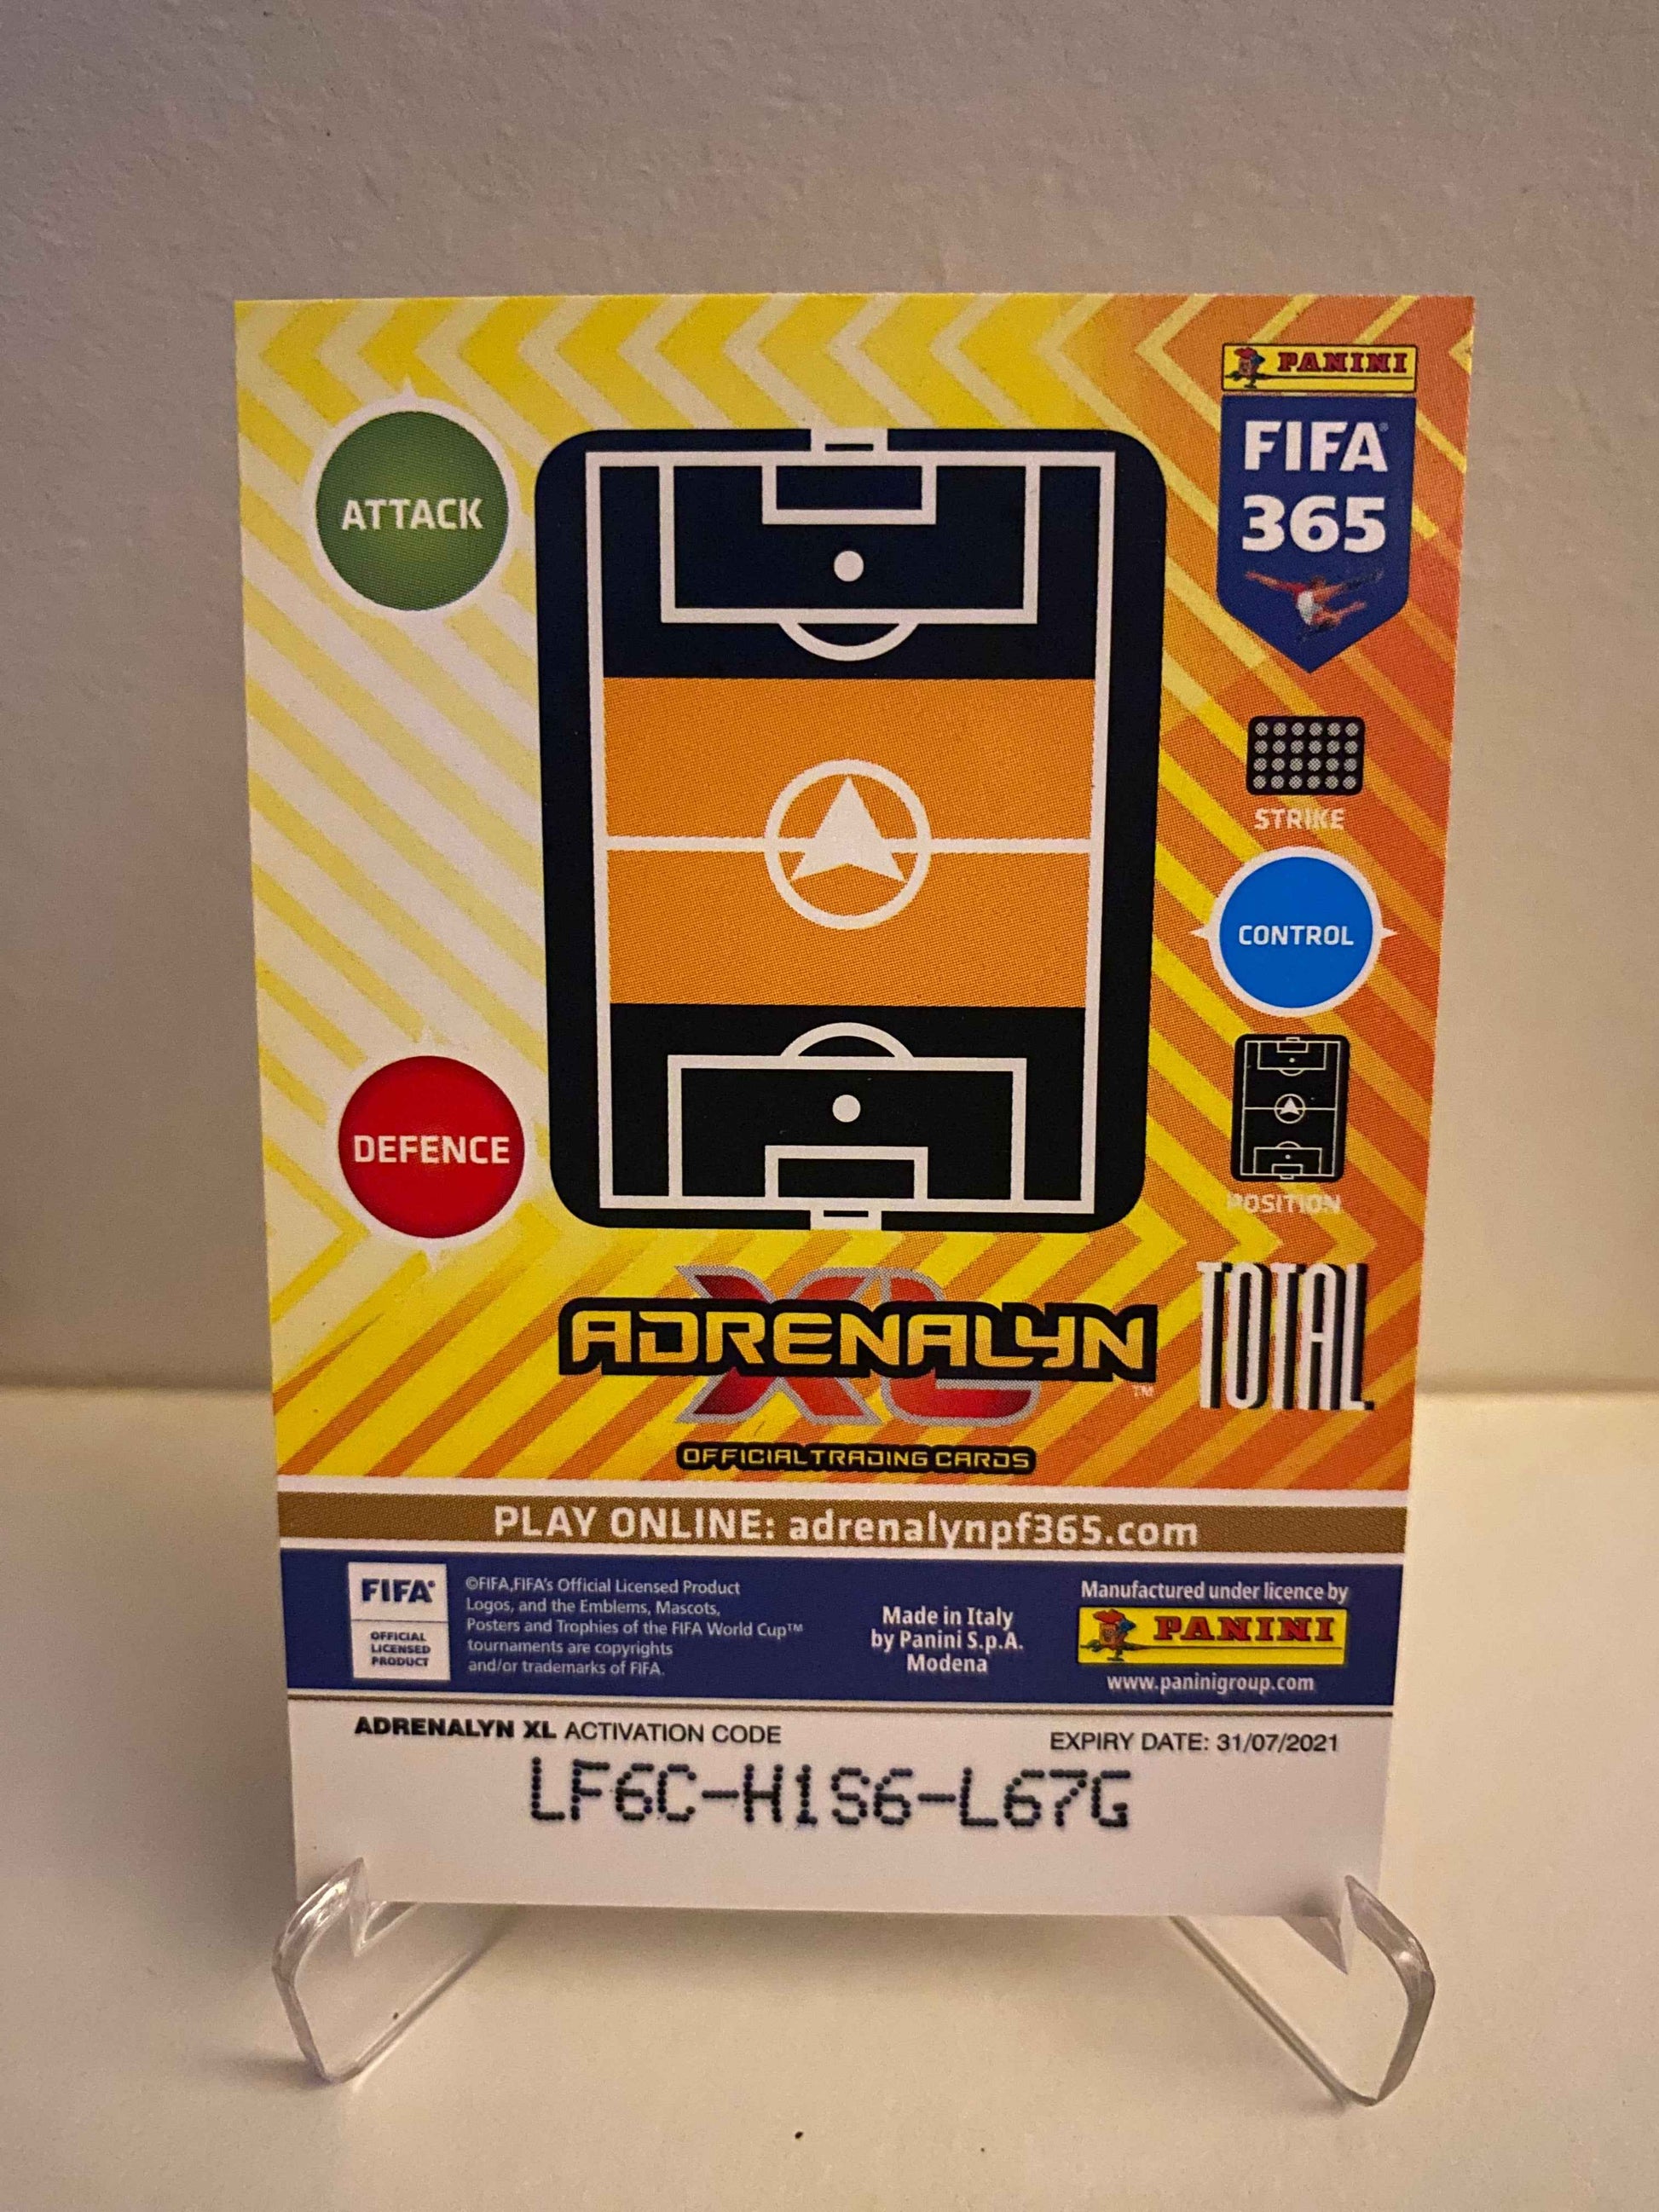 PANINI
FIFA
365
ATTACK
STRIKE
CONTROL
DEFENCE
POSITION
XL
ADRENALYN
TM
TOTAL
OFFICIAL TRADING CARDS
PLAY ONLINE: adrenalynpf365.com
FIFA®
OFFICIAL
LICENSED
PRODUCT
©FIFA,FIFA's Official Licensed Product
Logos, and the Emblems, Mascots,
Posters and Trophies of the FIFA World Cup™
tournaments are copyrights
and/or trademarks of FIFA.
Made in Italy
by Panini S.p.A.
Modena
Manufactured under licence by
PANINI
www.paninigroup.com
ADRENALYN XL ACTIVATION CODE
EXPIRY DATE: 31/07/2021
LF6C-H1S6-L67G